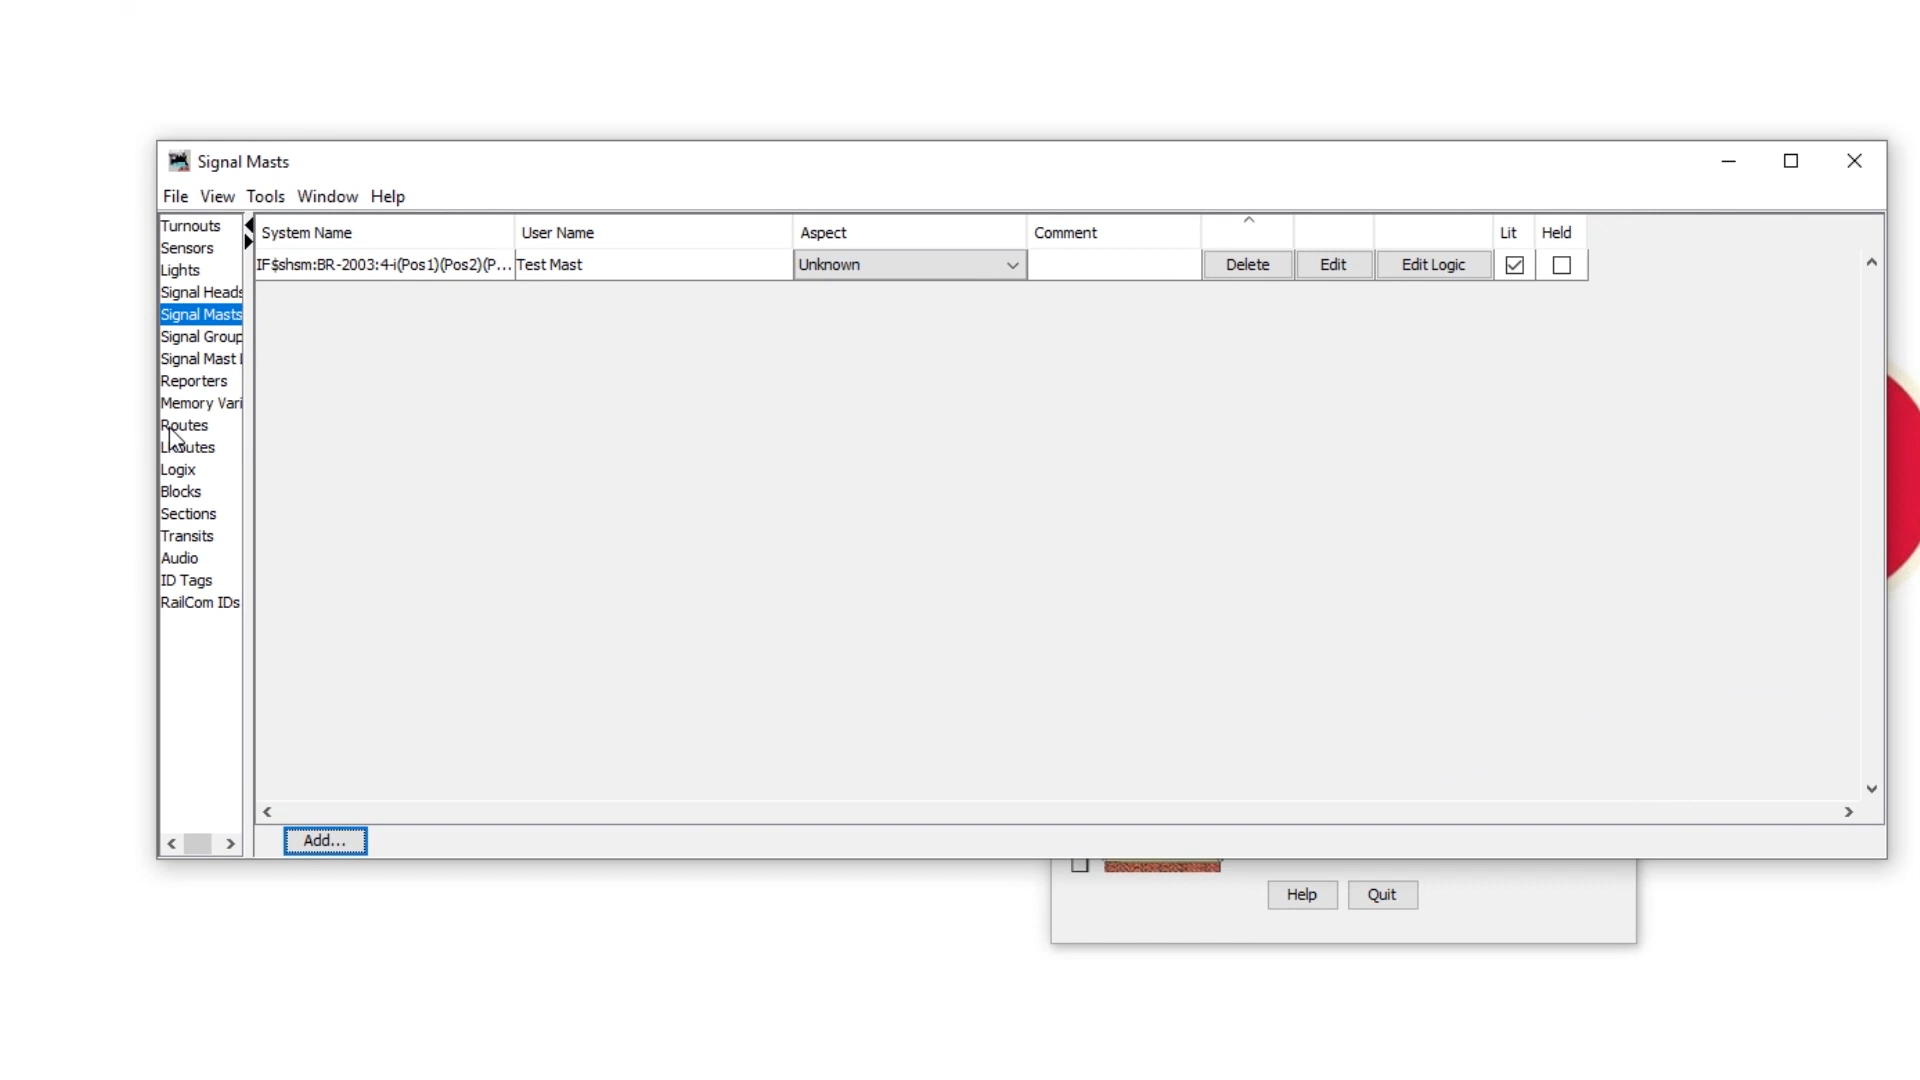 Signal Masts
File View Tools Window Help
Turnouts
Sensors
Lights
Signal Heads
Signal Masts
Signal Group
Signal Mast
Reporters
Memory Vari
Routes
LRoutes
Logix
Blocks
Sections
Transits
Audio
ID Tags
RailCom IDs
System Name User Name Aspect Comment Lit Held
IF$shsm:BR-2003:4-i(Pos1)(Pos2)(P... Test Mast Unknown Delete Edit Edit Logic
Add...
Help Quit